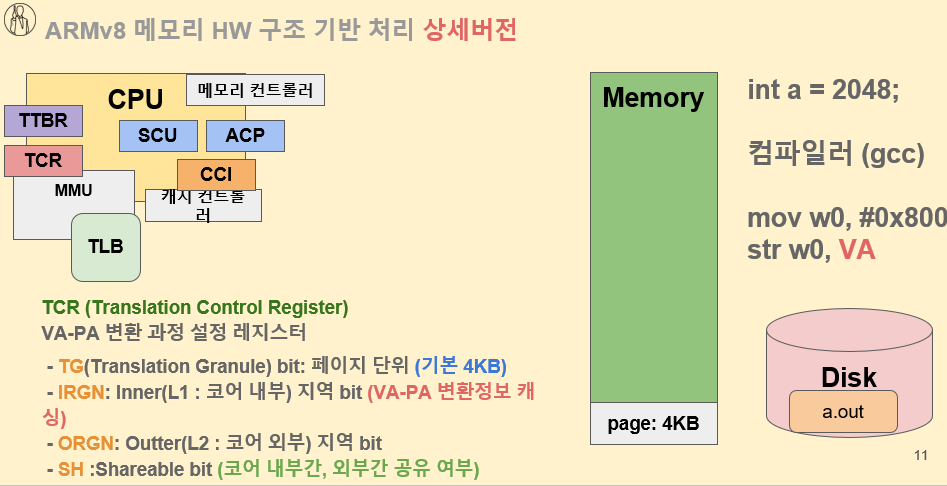 ARMv8 메모리 HW 구조 기반 처리 상세버전
CPU
메모리 컨트롤러
TTBR
SCU
ACP
TCR
CCI
MMU
캐시 컨트롤
러
TLB
TCR (Translation Control Register)
VA-PA 변환 과정 설정 레지스터
- TG(Translation Granule) bit: 페이지 단위 (기본 4KB)
- IRGN: Inner(L1 : 코어 내부) 지역 bit (VA-PA 변환정보 캐
싱)
- ORGN: Outter(L2 : 코어 외부) 지역 bit
- SH :Shareable bit (코어 내부간, 외부간 공유 여부)
Memory
page: 4KB
int a = 2048;
컴파일러 (gcc)
mov w0, #0x800
str w0, VA
Disk
a.out
11